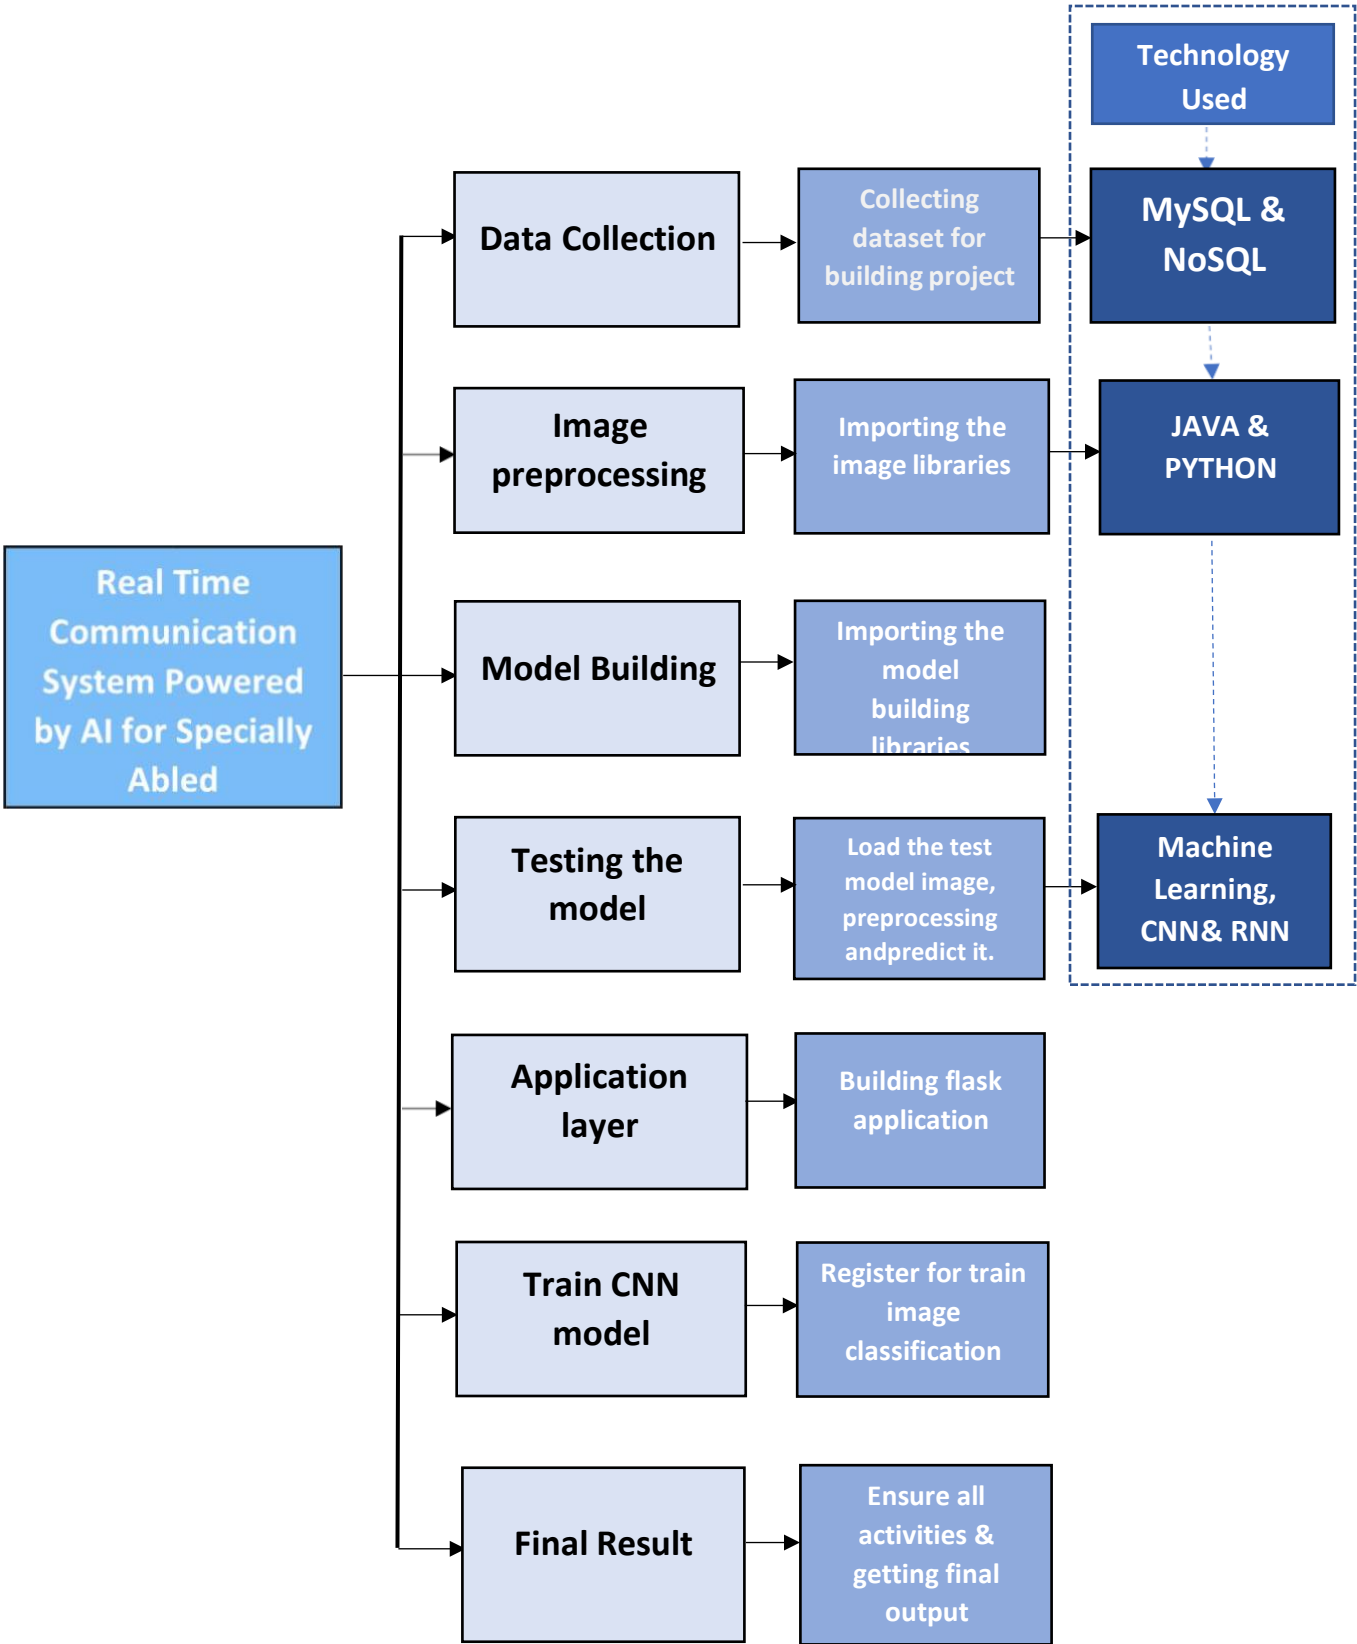 Technology
Used
Data Collection
Collecting
dataset for
building project
MySQL &
NoSQL
Image
preprocessing
Importing the
image libraries
JAVA &
PYTHON
Real Time
Communication
System Powered
by AI for Specially
Abled
Model Building
Importing the
model
building
libraries
Testing the
model
Load the test
model image,
preprocessing
andpredict it.
Machine
Learning,
CNN& RNN
Application
layer
Building flask
application
Train CNN
model
Register for train
image
classification
Final Result
Ensure all
activities &
getting final
output